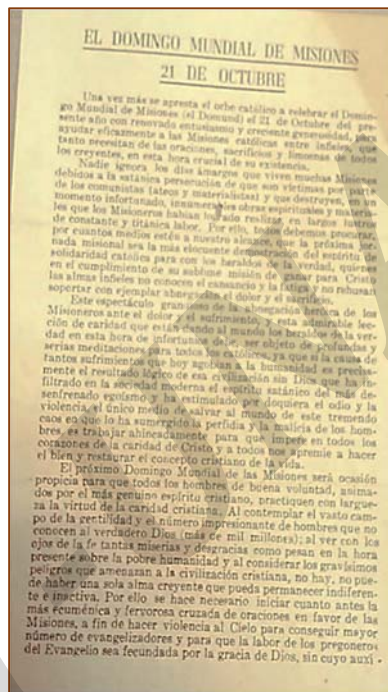 EL DOMINGO MUNDIAL DE MISIONES
21 DE OCTUBRE
Una vez más se apresta el orbe católico a celebrar el Domin-
go Mundial de Misiones (el Domund) el 21 de Octubre del pre-
sente año con renovado entusiasmo y creciente generosidad, para
ayudar eficazmente a las Misiones católicas entre infieles, que
tanto necesitan de las oraciones, sacrificios y limosnas de todos
los creyentes, en esta hora crucial de su existencia.
Nadie ignora los días amargos que viven muchas Misiones
debidos a la satánica persecución de que son víctimas por parte
de los comunistas (ateos y materialistas) y que destruyen, en un
momento infortunado, innumerables obras espirituales y materia-
les que los Misioneros habían logrado realizar, en largos lustros
de constante y titánica labor. Por ello, todos debemos procurar,
por cuantos medios estén a nuestro alcance, que la próxima jor-
nada misional sea la más elocuente demostración del espíritu de
solidaridad católica para con los heraldos de la verdad, quienes
en el cumplimiento de su sublime misión de ganar para Cristo
las almas infieles no conocen el cansancio y la fatiga y no rehusan
soportar con ejemplar abnegación el dolor y el sacrificio.
Este espectáculo grandioso de la abnegación heróica de los
Misioneros ante el dolor y el sufrimiento, y esta admirable lec-
ción de caridad que están dando al mundo los heraldos de la ver-
dad en esta hora de infortunio debe, ser objeto de profundas y
serias meditaciones para todos los católicos, ya que si la causa de
tantos sufrimientos que hoy agobian a la humanidad es precisa-
mente el resultado lógico de esa civilización sin Dios que ha in-
filtrado en la sociedad moderna el espíritu satánico del más de-
senfrenado egoísmo y ha estimulado por doquiera el odio y la
violencia, el único medio de salvar al mundo de este tremendo
caos en que lo ha sumergido la perfidia y la malicia de los hom-
bres, es trabajar ahincadamente para que impere en todos los
corazones de la caridad de Cristo y a todos nos apremie a hacer
el bien y restaurar el concepto cristiano de la vida.
El próximo Domingo Mundial de las Misiones será ocasión
propicia para que todos los hombres de buena voluntad, anima-
dos por el más genuino espíritu cristiano, practiquen con largue-
za la virtud de la caridad cristiana. Al contemplar el vasto cam-
po de la gentilidad y el número impresionante de hombres que no
conocen al verdadero Dios (más de mil millones); al ver con los
ojos de la fe tantas miserias y desgracias como pesan en la hora
presente sobre la pobre humanidad y al considerar los gravísimos
peligros que amenazan a la civilización cristiana, no hay, no pue-
de haber una sola alma creyente que pueda permanecer indiferen-
te e inactiva. Por ello se hace necesario iniciar cuanto antes la
más ecuménica y fervorosa cruzada de oraciones en favor de las
Misiones, a fin de hacer violencia al Cielo para conseguir mayor
número de evangelizadores y para que la labor de los pregoneros
del Evangelio sea fecundada por la gracia de Dios, sin cuyo auxi-